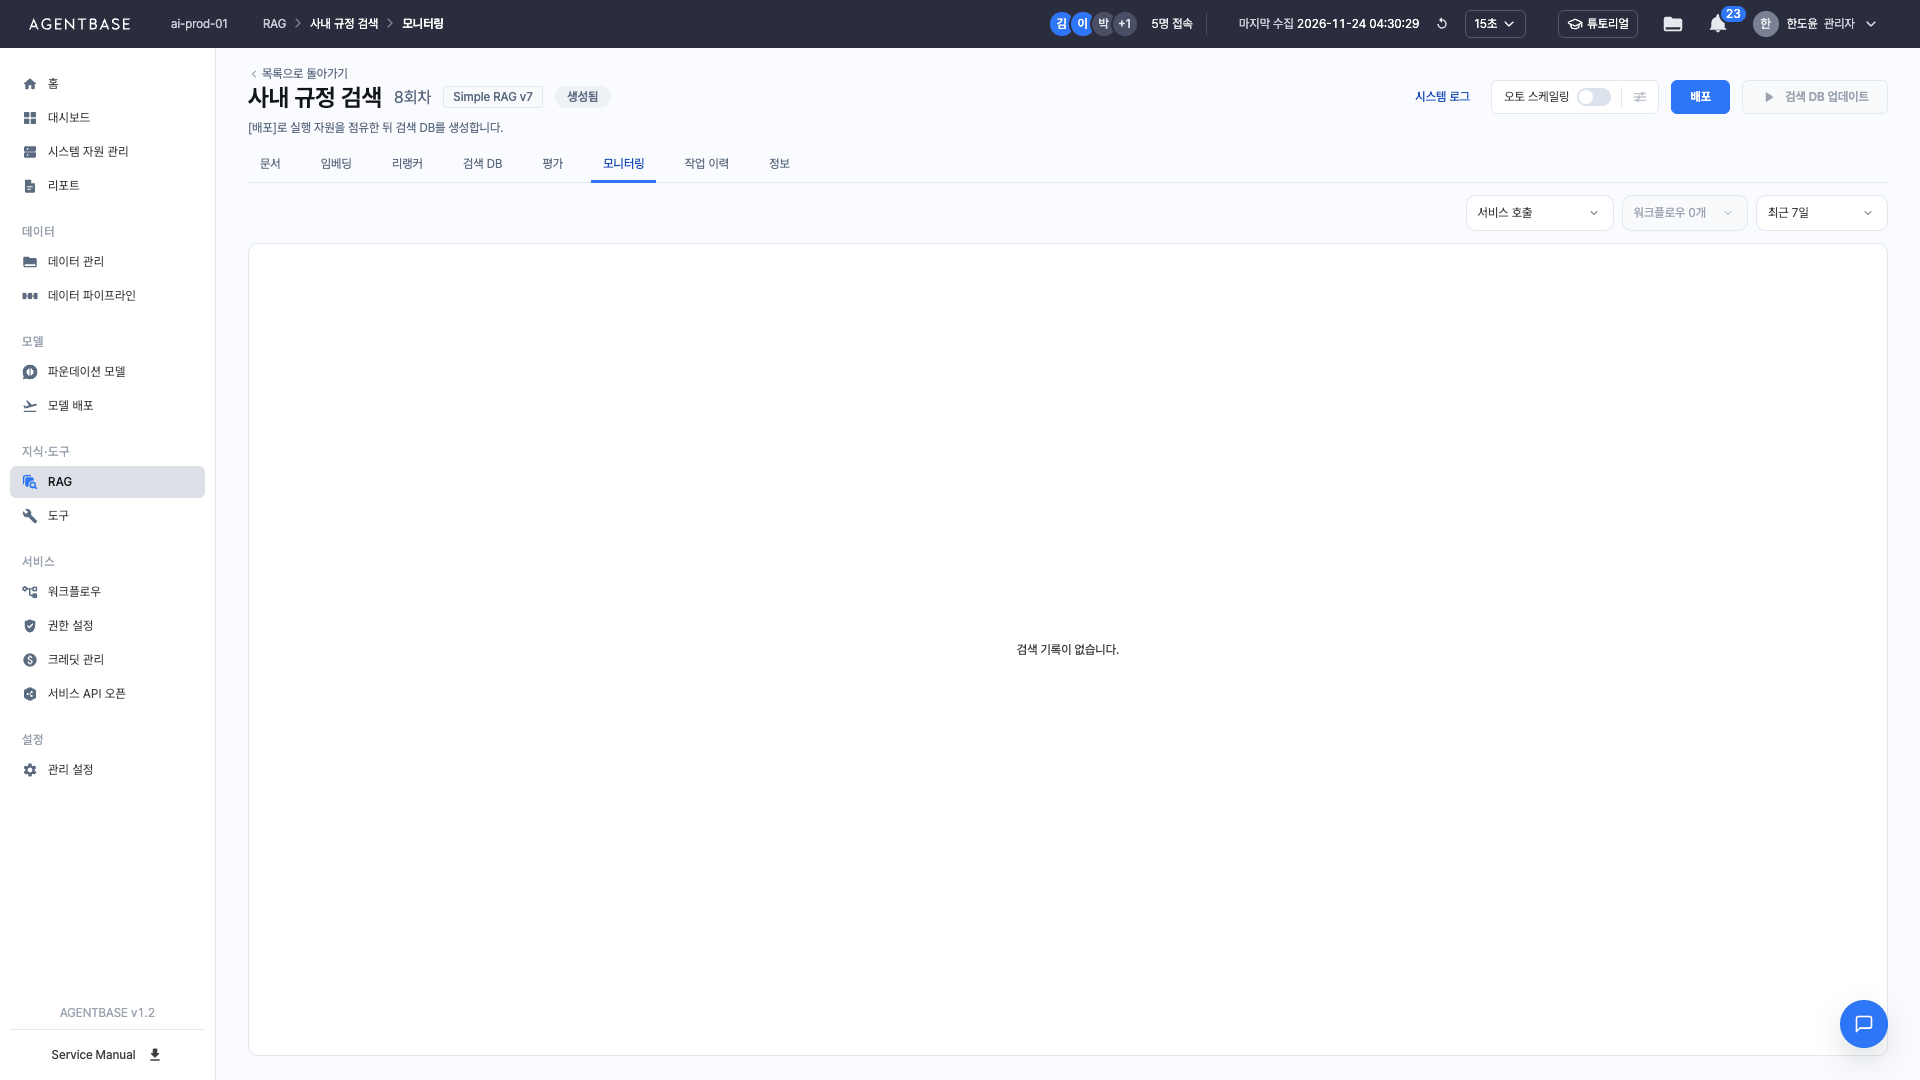 AGENTBASE
ai-prod-01
RAG
사내 규정 검색
모니터링
김
이
박
+1
5명 접속
마지막 수집 2026-11-24 04:30:29
15초
튜토리얼
23
한
한도윤 관리자
홈
대시보드
시스템 자원 관리
리포트
데이터
데이터 관리
데이터 파이프라인
모델
파운데이션 모델
모델 배포
지식·도구
RAG
도구
서비스
워크플로우
권한 설정
크레딧 관리
서비스 API 오픈
설정
관리 설정
AGENTBASE v1.2
Service Manual
목록으로 돌아가기
사내 규정 검색 8회차 Simple RAG v7 생성됨
[배포]로 실행 자원을 점유한 뒤 검색 DB를 생성합니다.
시스템 로그
오토 스케일링
배포
검색 DB 업데이트
문서
임베딩
리랭커
검색 DB
평가
모니터링
작업 이력
정보
서비스 호출
워크플로우 0개
최근 7일
검색 기록이 없습니다.